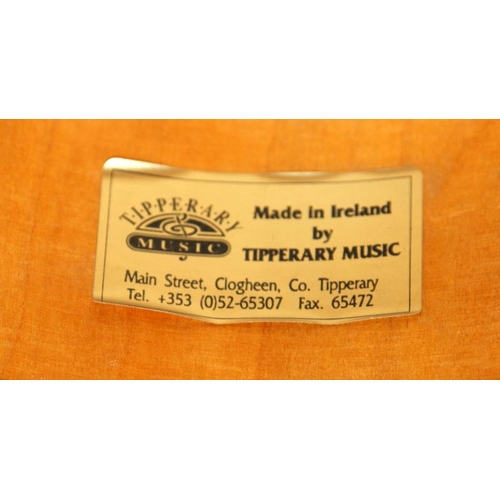 TIPPERARY
MUSIC
Made in Ireland
by
TIPPERARY MUSIC
Main Street, Clogheen, Co. Tipperary
Tel. +353 (0)52-65307 Fax. 65472